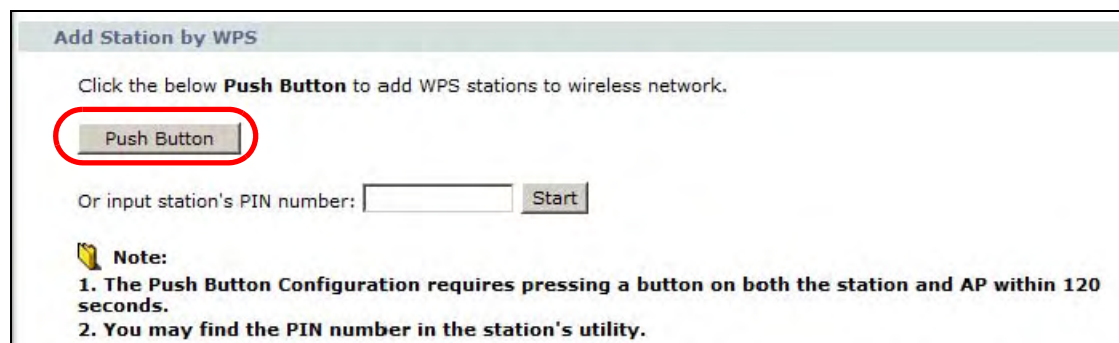 Add Station by WPS
Click the below Push Button to add WPS stations to wireless network.
Push Button
Or input station's PIN number: Start
Note:
1. The Push Button Configuration requires pressing a button on both the station and AP within 120
seconds.
2. You may find the PIN number in the station's utility.